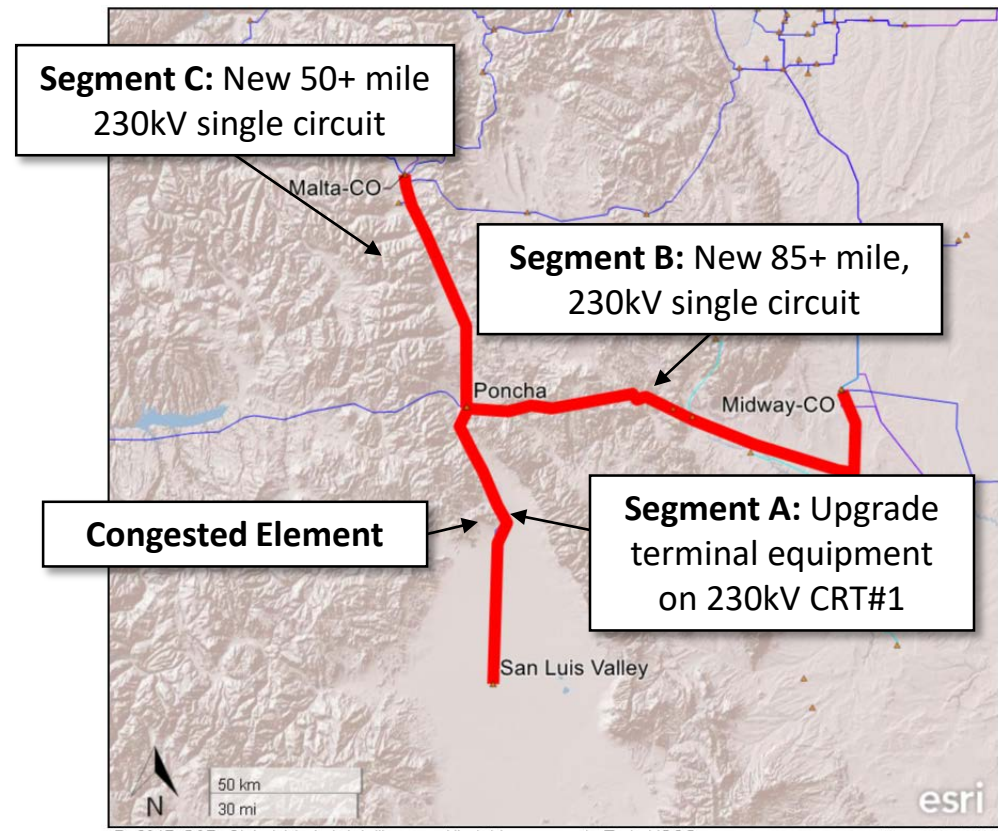 Segment C: New 50+ mile
230kV single circuit
Malta-CO
Segment B: New 85+ mile,
230kV single circuit
Poncha
Midway-CO
Congested Element
Segment A: Upgrade
terminal equipment
on 230kV CRT#1
San Luis Valley
N
50 km
30 mi
esri